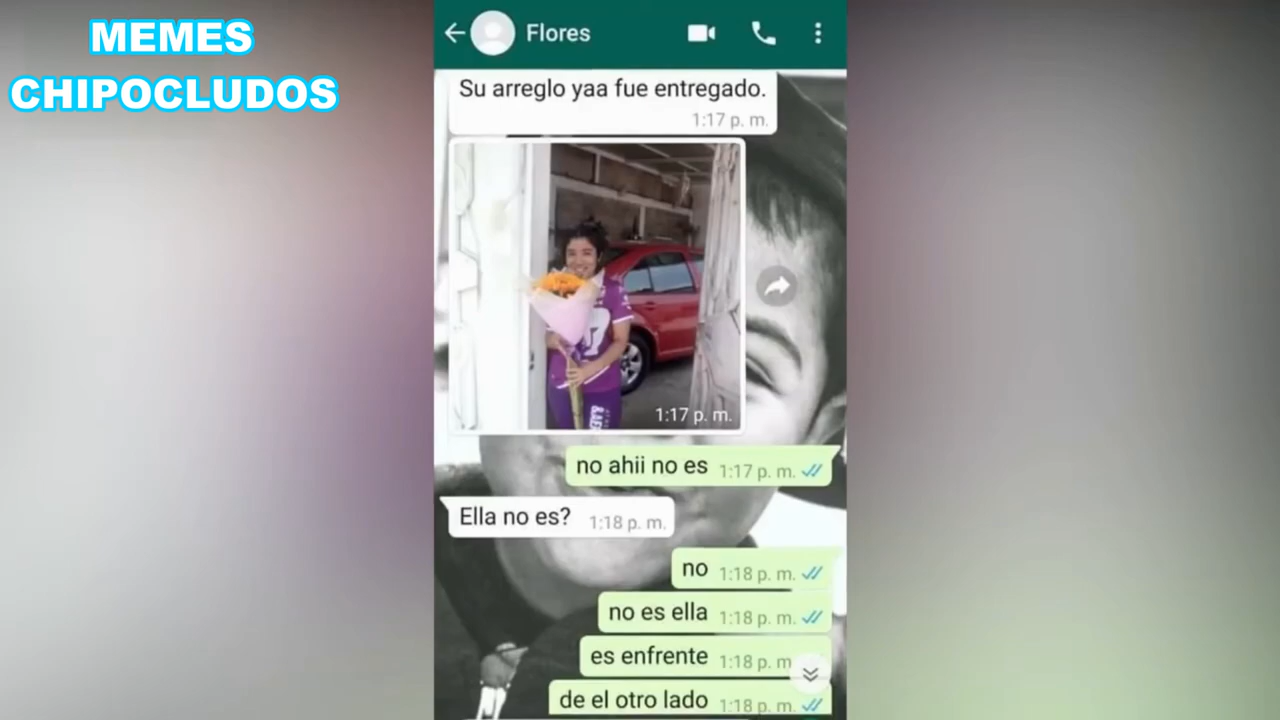 MEMES
CHIPOCLUDOS
Flores
Su arreglo yaa fue entregado.
1:17 p. m.
1:17 p. m.
no ahii no es 1:17 p. m.
Ella no es? 1:18 p. m.
no 1:18 p. m.
no es ella 1:18 p. m.
es enfrente 1:18 p. m
de el otro lado 1:18 p. m.